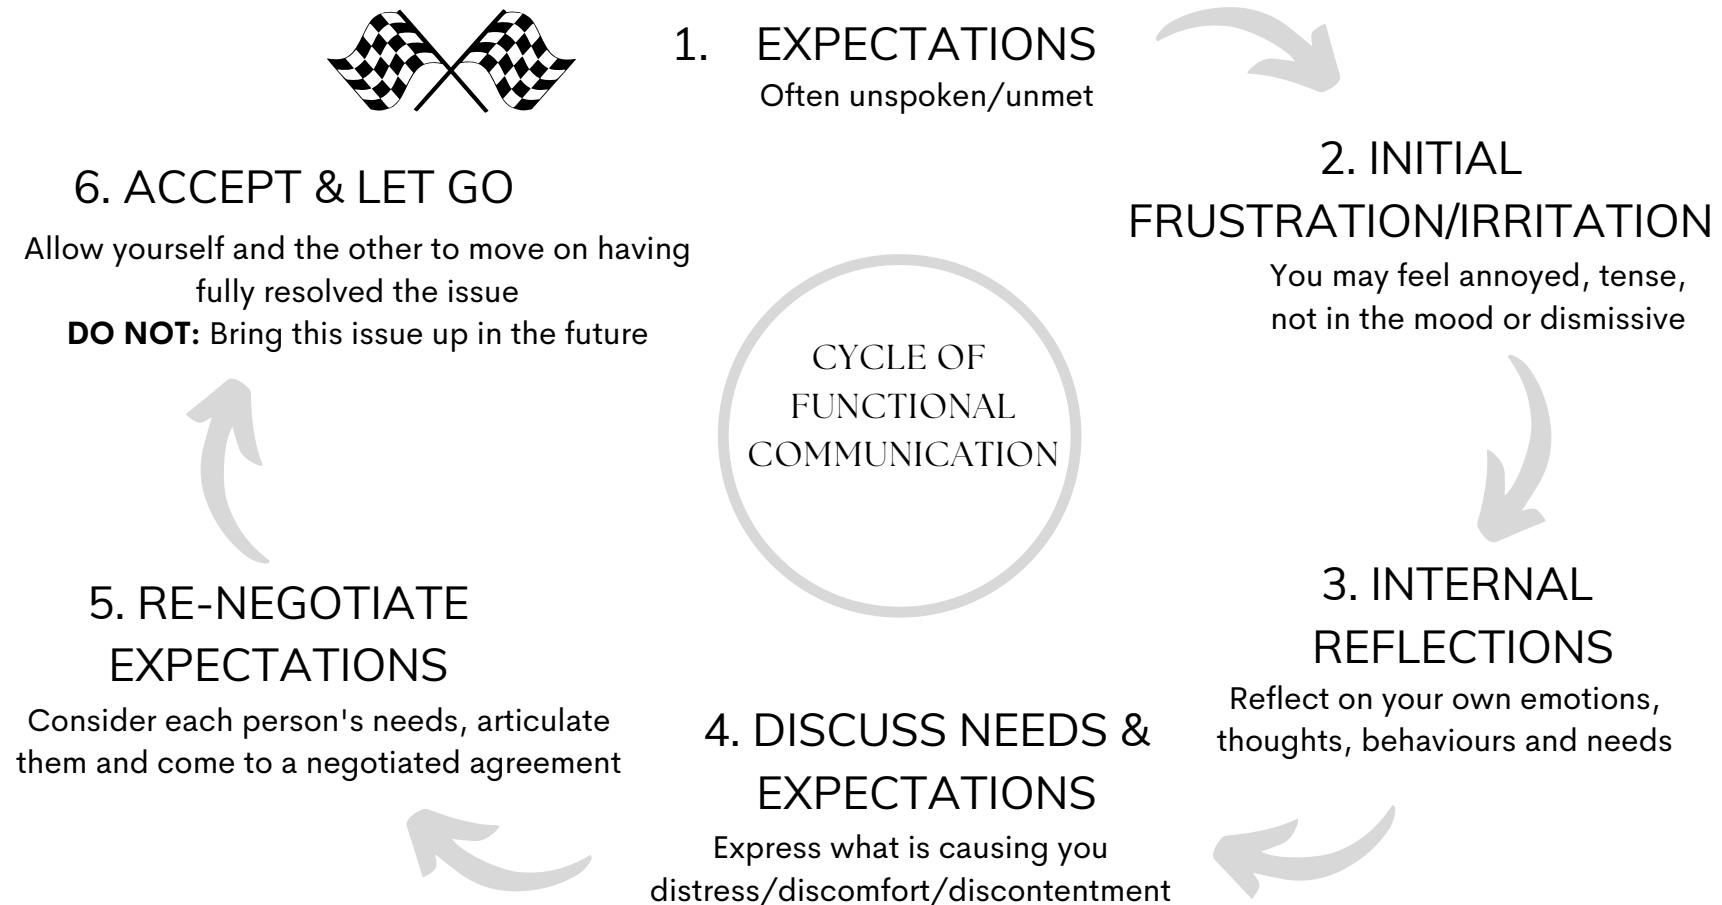 1. EXPECTATIONS
Often unspoken/unmet
2. INITIAL
FRUSTRATION/IRRITATION
You may feel annoyed, tense,
not in the mood or dismissive
3. INTERNAL
REFLECTIONS
Reflect on your own emotions,
thoughts, behaviours and needs
4. DISCUSS NEEDS &
EXPECTATIONS
Express what is causing you
distress/discomfort/discontentment
5. RE-NEGOTIATE
EXPECTATIONS
Consider each person's needs, articulate
them and come to a negotiated agreement
6. ACCEPT & LET GO
Allow yourself and the other to move on having
fully resolved the issue
DO NOT: Bring this issue up in the future
CYCLE OF
FUNCTIONAL
COMMUNICATION